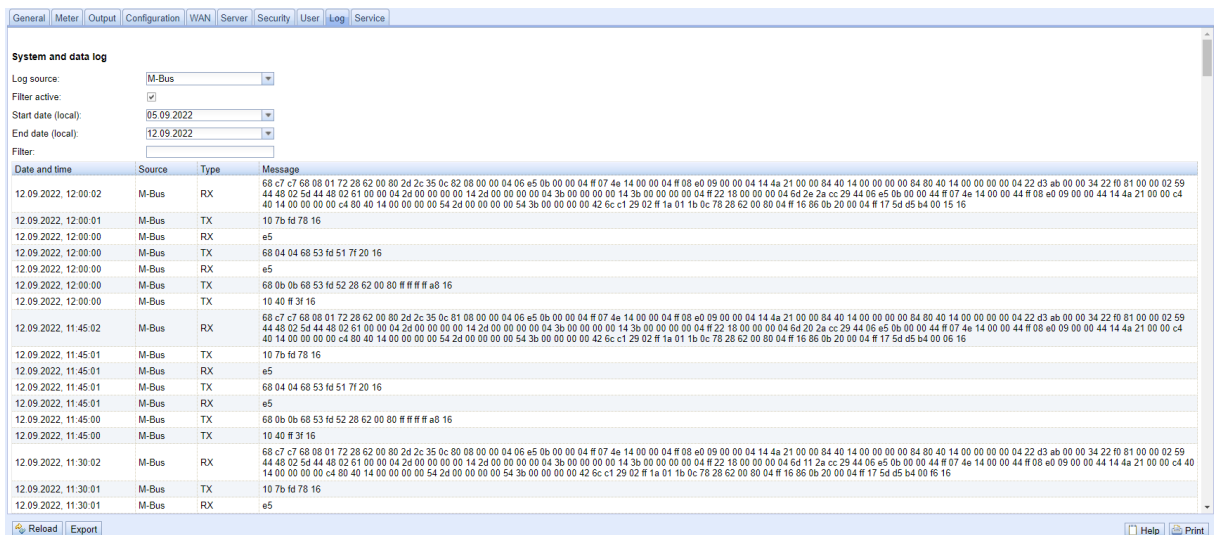 General Meter Output Configuration WAN Server Security User Log Service
System and data log
Log source: M-Bus
Filter active:
Start date (local): 05.09.2022
End date (local): 12.09.2022
Filter:
Date and time Source Type Message
68 c7 c7 68 08 01 72 28 62 00 80 2d 2c 35 0c 82 08 00 00 04 06 e5 0b 00 00 04 ff 07 4e 14 00 00 04 ff 08 e0 09 00 00 04 14 4a 21 00 00 84 40 14 00 00 00 00 84 80 40 14 00 00 00 00 04 22 d3 ab 00 00 34 22 f0 81 00 00 02 59
12.09.2022, 12:00:02 M-Bus RX 44 48 02 5d 44 48 02 61 00 00 04 2d 00 00 00 00 14 2d 00 00 00 00 04 3b 00 00 00 00 14 3b 00 00 00 00 04 ff 22 18 00 00 00 04 6d 2e 2a cc 29 44 06 e5 0b 00 00 44 ff 07 4e 14 00 00 44 ff 08 e0 09 00 00 44 14 4a 21 00 00 c4
40 14 00 00 00 00 c4 80 40 14 00 00 00 00 54 2d 00 00 00 00 54 3b 00 00 00 00 42 6c c1 29 02 ff 1a 01 1b 0c 78 28 62 00 80 04 ff 16 86 0b 20 00 04 ff 17 5d d5 b4 00 15 16
12.09.2022, 12:00:01 M-Bus TX 10 7b fd 78 16
12.09.2022, 12:00:00 M-Bus RX e5
12.09.2022, 12:00:00 M-Bus TX 68 04 04 68 53 fd 51 7f 20 16
12.09.2022, 12:00:00 M-Bus RX e5
12.09.2022, 12:00:00 M-Bus TX 68 0b 0b 68 53 fd 52 28 62 00 80 ff ff ff ff a8 16
12.09.2022, 12:00:00 M-Bus TX 10 40 ff 3f 16
68 c7 c7 68 08 01 72 28 62 00 80 2d 2c 35 0c 81 08 00 00 04 06 e5 0b 00 00 04 ff 07 4e 14 00 00 04 ff 08 e0 09 00 00 04 14 4a 21 00 00 84 40 14 00 00 00 00 84 80 40 14 00 00 00 00 04 22 d3 ab 00 00 34 22 f0 81 00 00 02 59
12.09.2022, 11:45:02 M-Bus RX 44 48 02 5d 44 48 02 61 00 00 04 2d 00 00 00 00 14 2d 00 00 00 00 04 3b 00 00 00 00 14 3b 00 00 00 00 04 ff 22 18 00 00 00 04 6d 20 2a cc 29 44 06 e5 0b 00 00 44 ff 07 4e 14 00 00 44 ff 08 e0 09 00 00 44 14 4a 21 00 00 c4
40 14 00 00 00 00 c4 80 40 14 00 00 00 00 54 2d 00 00 00 00 54 3b 00 00 00 00 42 6c c1 29 02 ff 1a 01 1b 0c 78 28 62 00 80 04 ff 16 86 0b 20 00 04 ff 17 5d d5 b4 00 06 16
12.09.2022, 11:45:01 M-Bus TX 10 7b fd 78 16
12.09.2022, 11:45:01 M-Bus RX e5
12.09.2022, 11:45:01 M-Bus TX 68 04 04 68 53 fd 51 7f 20 16
12.09.2022, 11:45:01 M-Bus RX e5
12.09.2022, 11:45:00 M-Bus TX 68 0b 0b 68 53 fd 52 28 62 00 80 ff ff ff ff a8 16
12.09.2022, 11:45:00 M-Bus TX 10 40 ff 3f 16
68 c7 c7 68 08 01 72 28 62 00 80 2d 2c 35 0c 80 08 00 00 04 06 e5 0b 00 00 04 ff 07 4e 14 00 00 04 ff 08 e0 09 00 00 04 14 4a 21 00 00 84 40 14 00 00 00 00 84 80 40 14 00 00 00 00 04 22 d3 ab 00 00 34 22 f0 81 00 00 02 59
12.09.2022, 11:30:02 M-Bus RX 44 48 02 5d 44 48 02 61 00 00 04 2d 00 00 00 00 14 2d 00 00 00 00 04 3b 00 00 00 00 14 3b 00 00 00 00 04 ff 22 18 00 00 00 04 6d 11 2a cc 29 44 06 e5 0b 00 00 44 ff 07 4e 14 00 00 44 ff 08 e0 09 00 00 44 14 4a 21 00 00 c4 40
14 00 00 00 00 c4 80 40 14 00 00 00 00 54 2d 00 00 00 00 54 3b 00 00 00 00 42 6c c1 29 02 ff 1a 01 1b 0c 78 28 62 00 80 04 ff 16 86 0b 20 00 04 ff 17 5d d5 b4 00 f6 16
12.09.2022, 11:30:01 M-Bus TX 10 7b fd 78 16
12.09.2022, 11:30:01 M-Bus RX e5
Reload Export Help Print